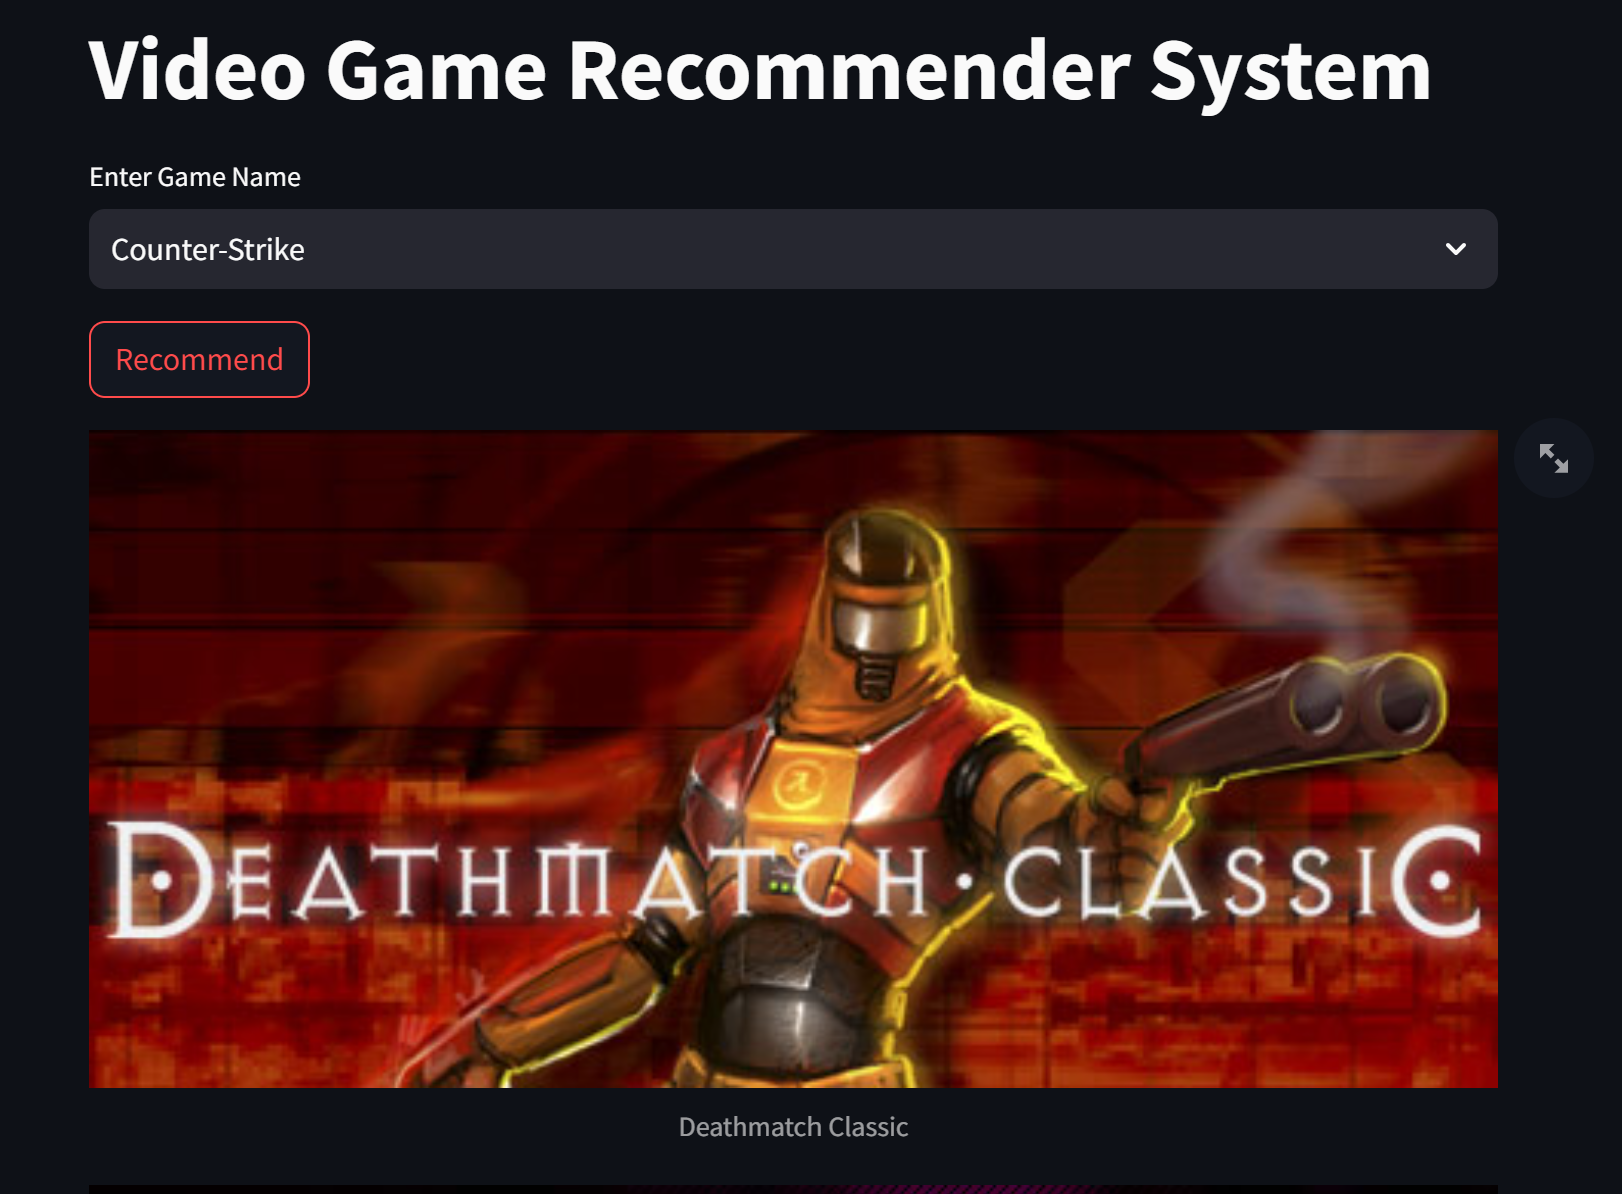 Video Game Recommender System
Enter Game Name
Counter-Strike
Recommend
DEATHMATCH·CLASSIC
Deathmatch Classic